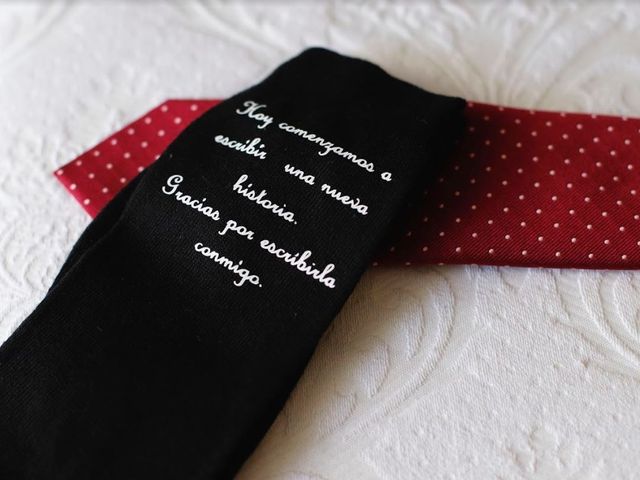 Hoy comenzamos a
escribir una nueva
historia.
Gracias por escribirla
conmigo.